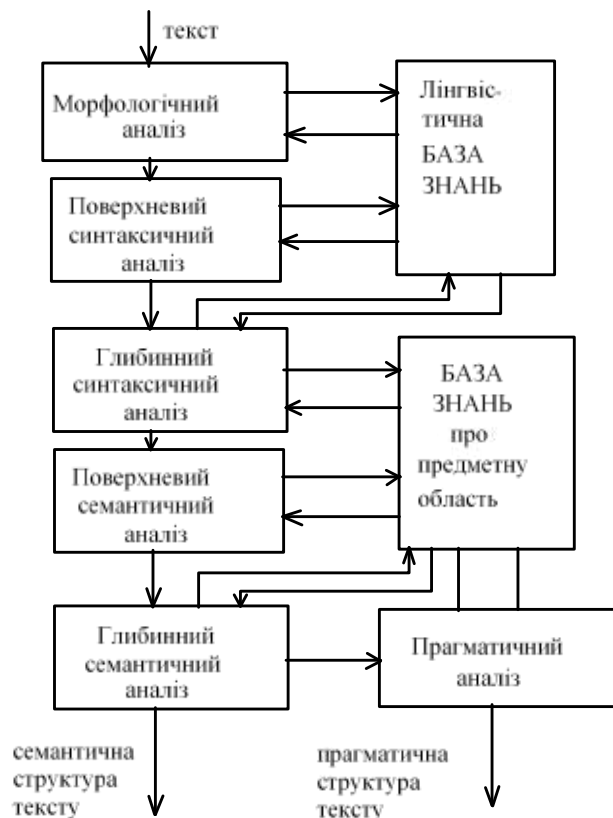 текст
Морфологічний
аналіз
Лінгвіс-
тична
БАЗА
ЗНАНЬ
Поверхневий
синтаксичний
аналіз
Глибинний
синтаксичний
аналіз
БАЗА
ЗНАНЬ
про
предметну
область
Поверхневий
семантичний
аналіз
Глибинний
семантичний
аналіз
Прагматичний
аналіз
семантична
структура
тексту
прагматична
структура
тексту